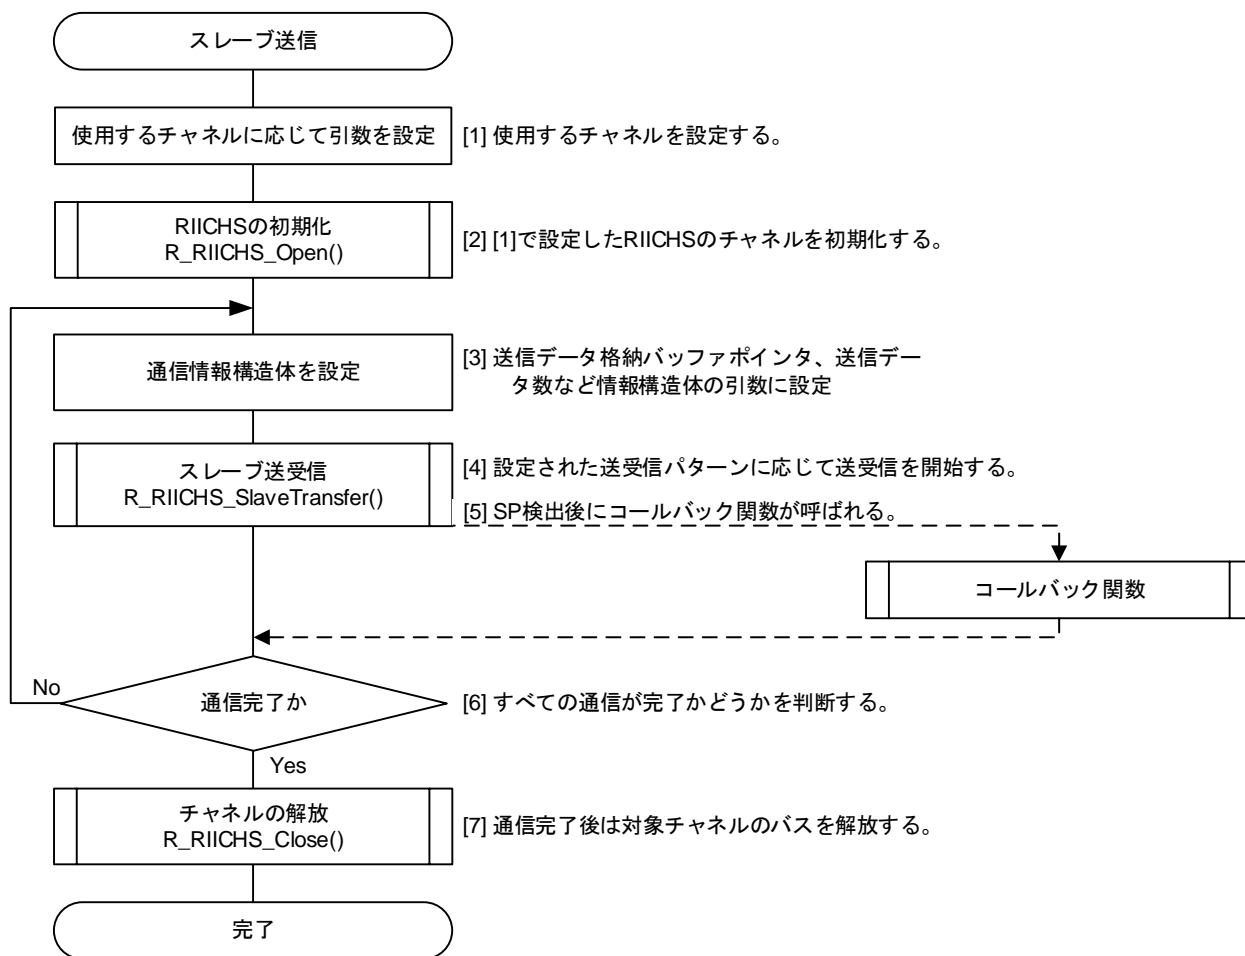 スレーブ送信
使用するチャネルに応じて引数を設定
[1] 使用するチャネルを設定する。
RIICHSの初期化
R_RIICHS_Open()
[2] [1]で設定したRIICHSのチャネルを初期化する。
通信情報構造体を設定
[3] 送信データ格納バッファポインタ、送信デー
タ数など情報構造体の引数に設定
スレーブ送受信
R_RIICHS_SlaveTransfer()
[4] 設定された送受信パターンに応じて送受信を開始する。
[5] SP検出後にコールバック関数が呼ばれる。
コールバック関数
No
通信完了か
[6] すべての通信が完了かどうかを判断する。
Yes
チャネルの解放
R_RIICHS_Close()
[7] 通信完了後は対象チャネルのバスを解放する。
完了